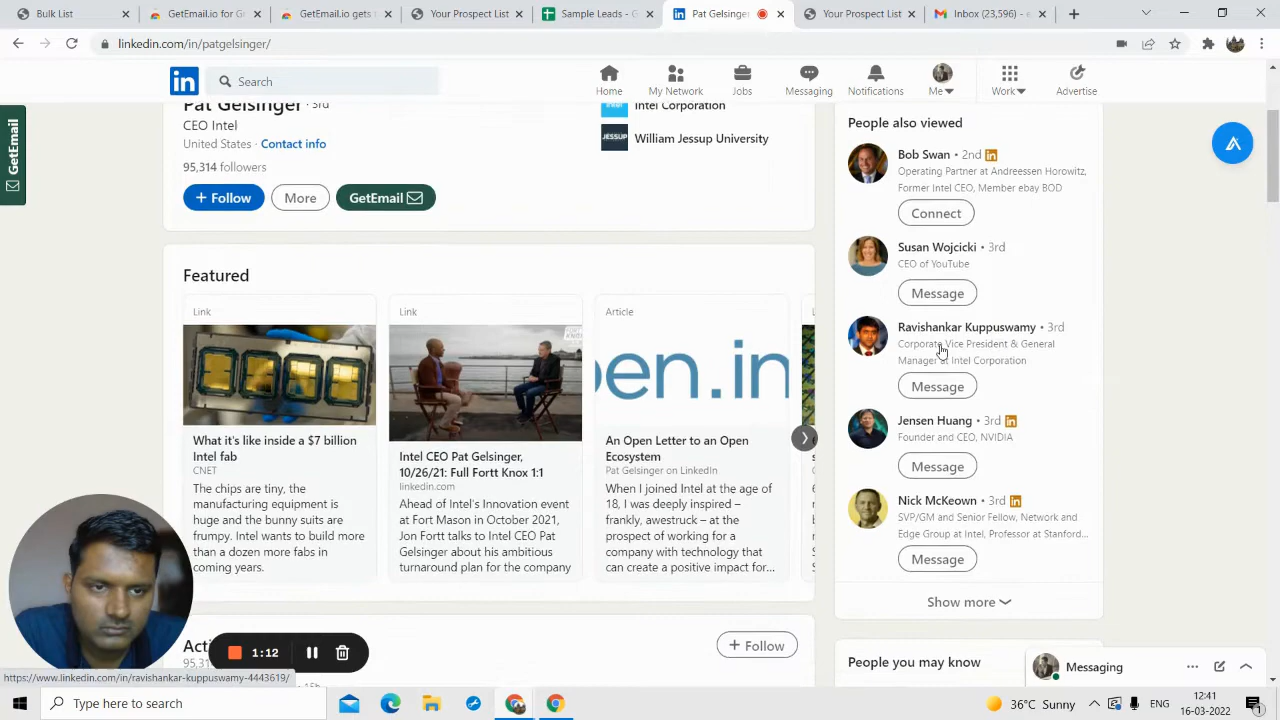 Bulk List
GetEmail.io for G
GetEmail.io gets
Your Prospect List
Sample Leads - G
Pat Gelsinger
Your Prospect List
Inbox (23,596) - e
linkedin.com/in/patgelsinger/
in
Search
Home
My Network
Jobs
Messaging
Notifications
Me
Work
Advertise
GetEmail
Pat Gelsinger · 3rd
CEO Intel
United States · Contact info
95,314 followers
+ Follow
More
GetEmail
Intel Corporation
JESSUP
William Jessup University
Featured
Link
What it's like inside a $7 billion
Intel fab
CNET
The chips are tiny, the
manufacturing equipment is
huge and the bunny suits are
frumpy. Intel wants to build more
than a dozen more fabs in
coming years.
Link
Intel CEO Pat Gelsinger,
10/26/21: Full Fortt Knox 1:1
linkedin.com
Ahead of Intel's Innovation event
at Fort Mason in October 2021,
Jon Fortt talks to Intel CEO Pat
Gelsinger about his ambitious
turnaround plan for the company
Article
pen.in
An Open Letter to an Open
Ecosystem
Pat Gelsinger on LinkedIn
When I joined Intel at the age of
18, I was deeply inspired –
frankly, awestruck – at the
prospect of working for a
company with technology that
can create a positive impact for...
+ Follow
1:12
People also viewed
Bob Swan • 2nd in
Operating Partner at Andreessen Horowitz,
Former Intel CEO, Member ebay BOD
Connect
Susan Wojcicki • 3rd
CEO of YouTube
Message
Ravishankar Kuppuswamy • 3rd
Corporate Vice President & General
Manager at Intel Corporation
Message
Jensen Huang • 3rd in
Founder and CEO, NVIDIA
Message
Nick McKeown • 3rd in
SVP/GM and Senior Fellow, Network and
Edge Group at Intel, Professor at Stanford...
Message
Show more
People you may know
Messaging
https://www.linkedin.com/in/ravishankar-kuppuswamy-4443619/
Type here to search
36°C Sunny
ENG
12:41
16-03-2022